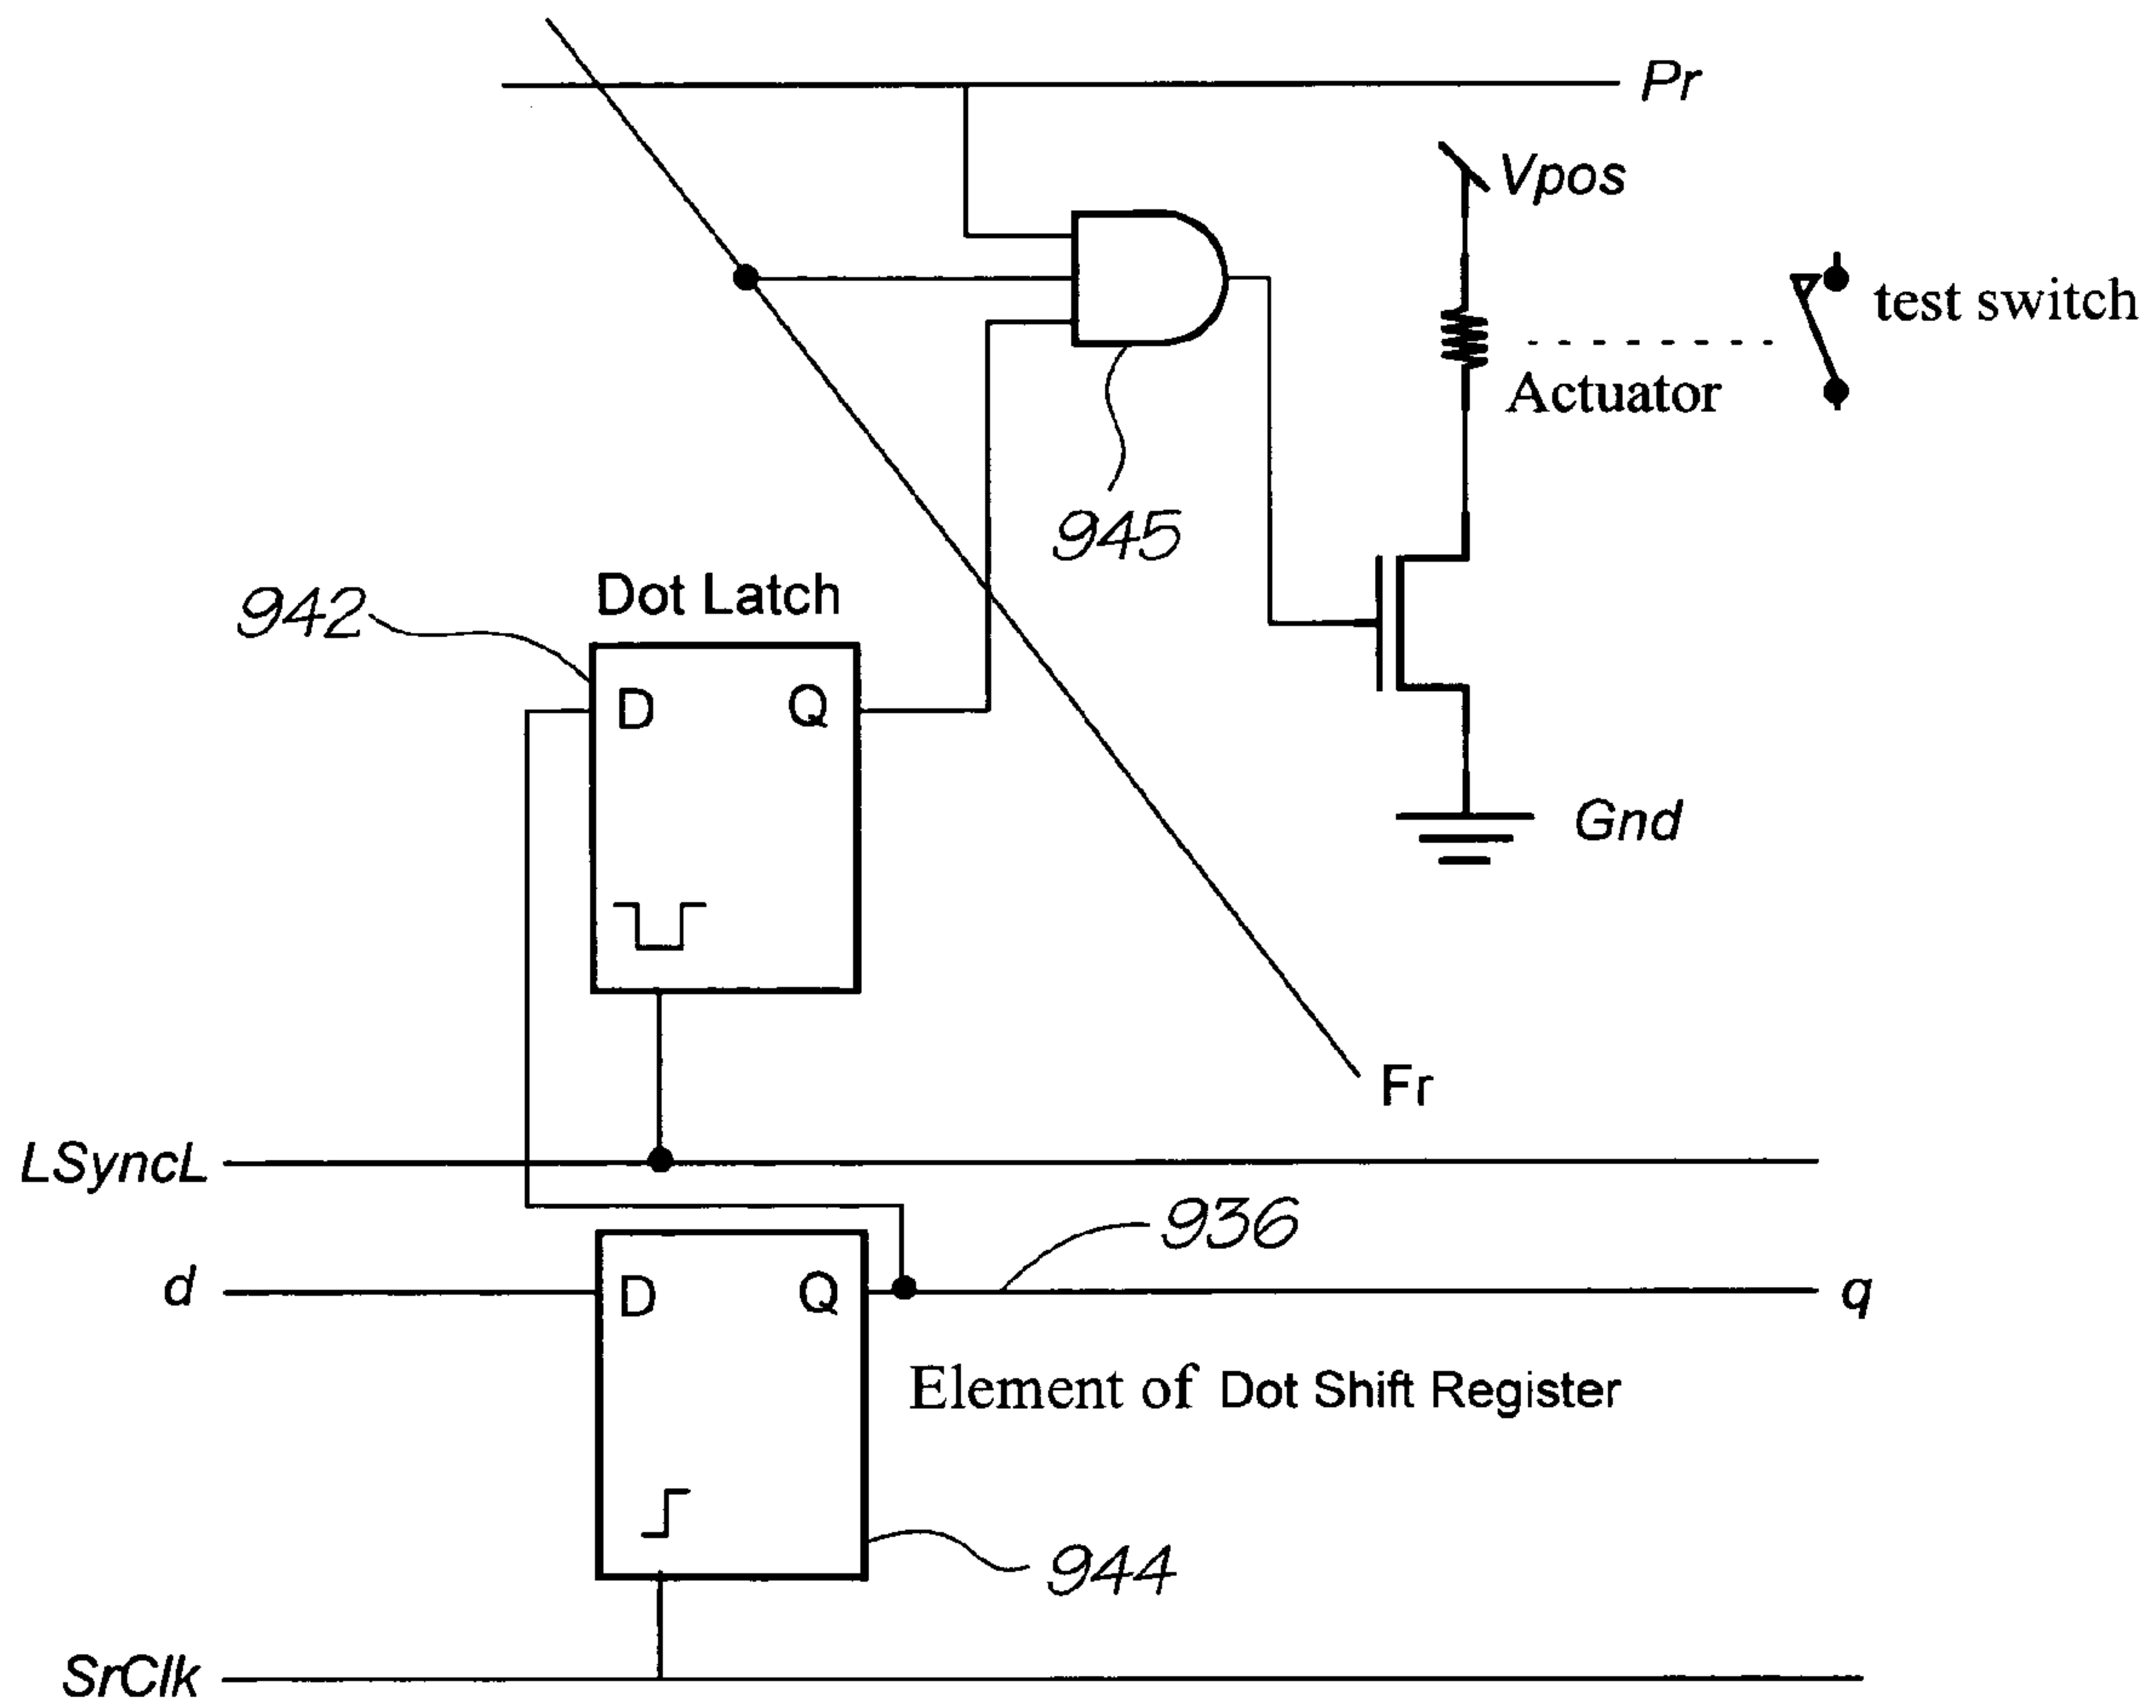 Pr
Vpos
test switch
Actuator
945
Dot Latch
942
D Q
Gnd
Fr
LSyncL
936
d
D Q
q
Element of Dot Shift Register
944
SrClk